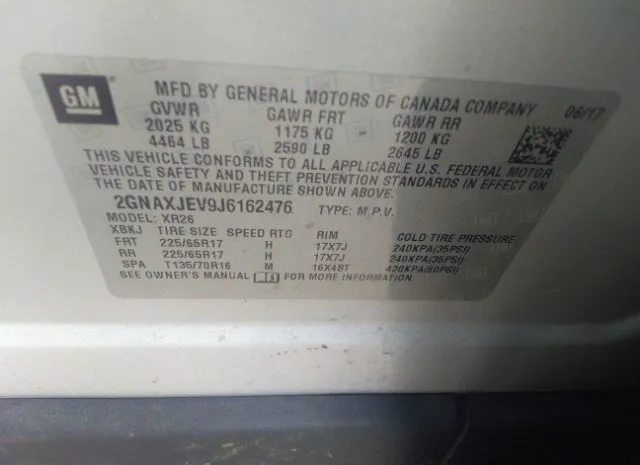 GM
MFD BY GENERAL MOTORS OF CANADA COMPANY 06/17
GVWR GAWR FRT GAWR RR
2025 KG 1175 KG 1200 KG
4464 LB 2590 LB 2645 LB
THIS VEHICLE CONFORMS TO ALL APPLICABLE U.S. FEDERAL MOTOR
VEHICLE SAFETY AND THEFT PREVENTION STANDARDS IN EFFECT ON
THE DATE OF MANUFACTURE SHOWN ABOVE.
2GNAXJEV9J6162476 TYPE: M.P.V.
MODEL: XR26
XBKJ TIRE SIZE SPEED RTG RIM COLD TIRE PRESSURE
FRT 225/65R17 H 17X7J 240KPA(35PSI)
RR 225/65R17 H 17X7J 240KPA(35PSI)
SPA T135/70R16 M 16X4BT 420KPA(60PSI)
SEE OWNER'S MANUAL FOR MORE INFORMATION.